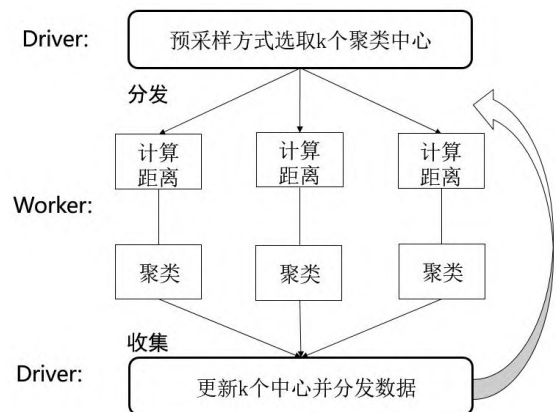 Driver:
预采样方式选取k个聚类中心
分发
计算
距离
计算
距离
计算
距离
Worker:
聚类
聚类
聚类
收集
Driver:
更新k个中心并分发数据